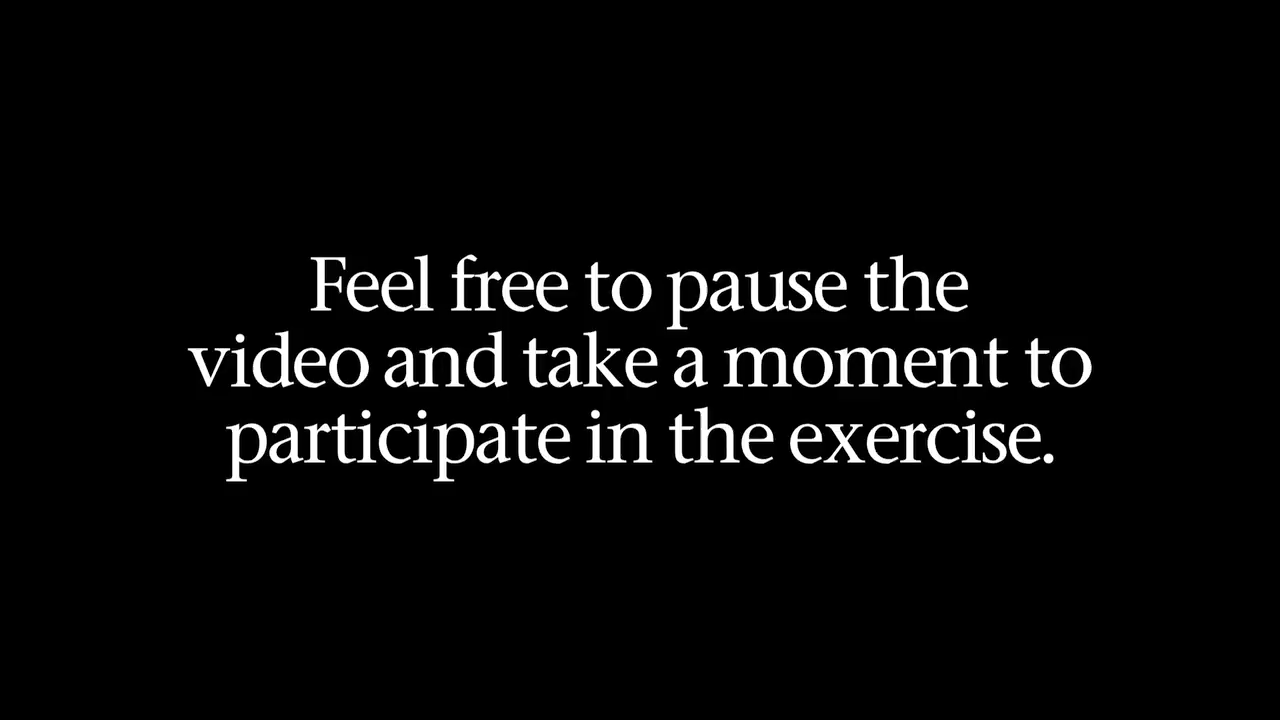 Feel free to pause the
video and take a moment to
participate in the exercise.